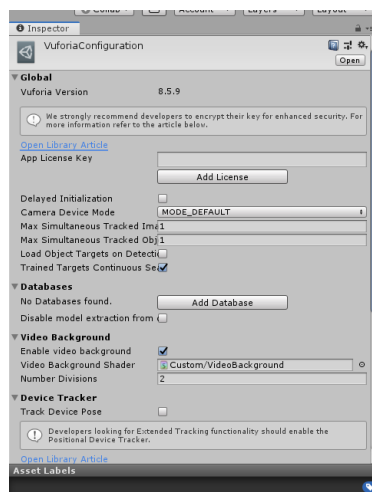 Collab
Account
Layers
Layout
Inspector
VuforiaConfiguration
Open
Global
Vuforia Version 8.5.9
We strongly recommend developers to encrypt their key for enhanced security. For
more information refer to the article below.
Open Library Article
App License Key
Add License
Delayed Initialization
Camera Device Mode MODE_DEFAULT
Max Simultaneous Tracked Ima 1
Max Simultaneous Tracked Obj 1
Load Object Targets on Detecti
Trained Targets Continuous Se
Databases
No Databases found. Add Database
Disable model extraction from
Video Background
Enable video background
Video Background Shader Custom/VideoBackground
Number Divisions 2
Device Tracker
Track Device Pose
Developers looking for Extended Tracking functionality should enable the
Positional Device Tracker.
Open Library Article
Asset Labels